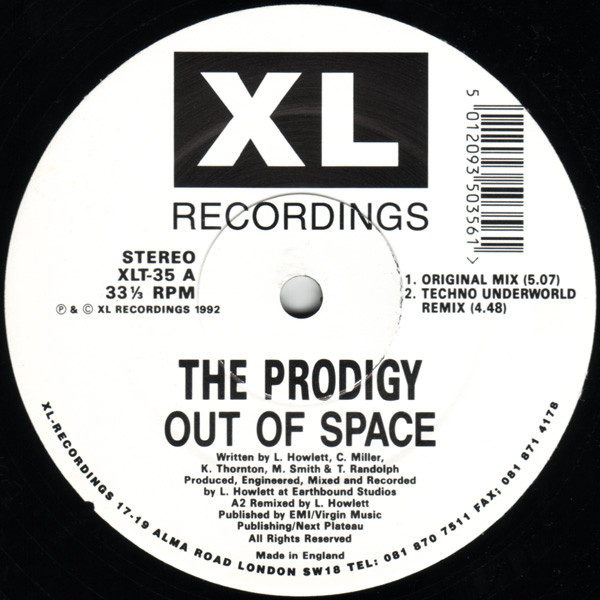 XL
RECORDINGS
5 012093 503561 >
STEREO
XLT-35 A
33⅓ RPM
℗ & © XL RECORDINGS 1992
1. ORIGINAL MIX (5.07)
2. TECHNO UNDERWORLD
REMIX (4.48)
THE PRODIGY
OUT OF SPACE
Written by L. Howlett, C. Miller,
K. Thornton, M. Smith & T. Randolph
Produced, Engineered, Mixed and Recorded
by L. Howlett at Earthbound Studios
A2 Remixed by L. Howlett
Published by EMI/Virgin Music
Publishing/Next Plateau
All Rights Reserved
Made in England
XL-RECORDINGS 17-19 ALMA ROAD LONDON SW18 TEL: 081 870 7511 FAX; 081 871 4178